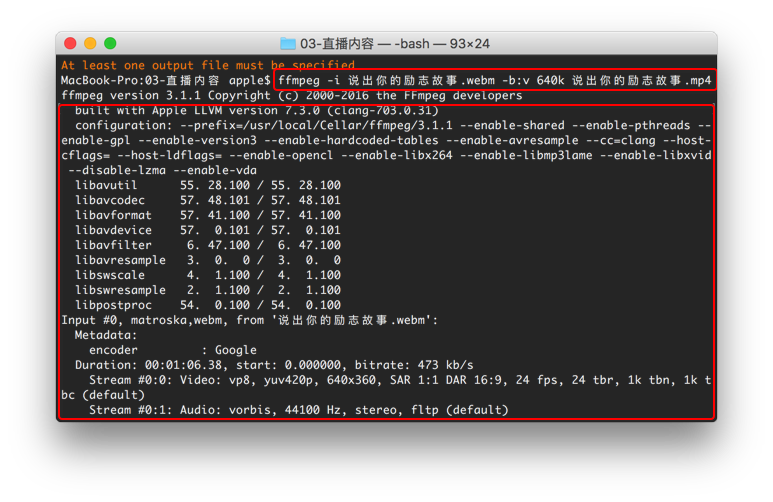 03-直播内容 — -bash — 93×24
At least one output file must be specified
MacBook-Pro:03-直播内容 apple$ ffmpeg -i 说出你的励志故事.webm -b:v 640k 说出你的励志故事.mp4
ffmpeg version 3.1.1 Copyright (c) 2000-2016 the FFmpeg developers
  built with Apple LLVM version 7.3.0 (clang-703.0.31)
  configuration: --prefix=/usr/local/Cellar/ffmpeg/3.1.1 --enable-shared --enable-pthreads --
enable-gpl --enable-version3 --enable-hardcoded-tables --enable-avresample --cc=clang --host-
cflags= --host-ldflags= --enable-opencl --enable-libx264 --enable-libmp3lame --enable-libxvid
 --disable-lzma --enable-vda
  libavutil      55. 28.100 / 55. 28.100
  libavcodec     57. 48.101 / 57. 48.101
  libavformat    57. 41.100 / 57. 41.100
  libavdevice    57.  0.101 / 57.  0.101
  libavfilter     6. 47.100 /  6. 47.100
  libavresample   3.  0.  0 /  3.  0.  0
  libswscale      4.  1.100 /  4.  1.100
  libswresample   2.  1.100 /  2.  1.100
  libpostproc    54.  0.100 / 54.  0.100
Input #0, matroska,webm, from '说出你的励志故事.webm':
  Metadata:
    encoder         : Google
  Duration: 00:01:06.38, start: 0.000000, bitrate: 473 kb/s
    Stream #0:0: Video: vp8, yuv420p, 640x360, SAR 1:1 DAR 16:9, 24 fps, 24 tbr, 1k tbn, 1k t
bc (default)
    Stream #0:1: Audio: vorbis, 44100 Hz, stereo, fltp (default)